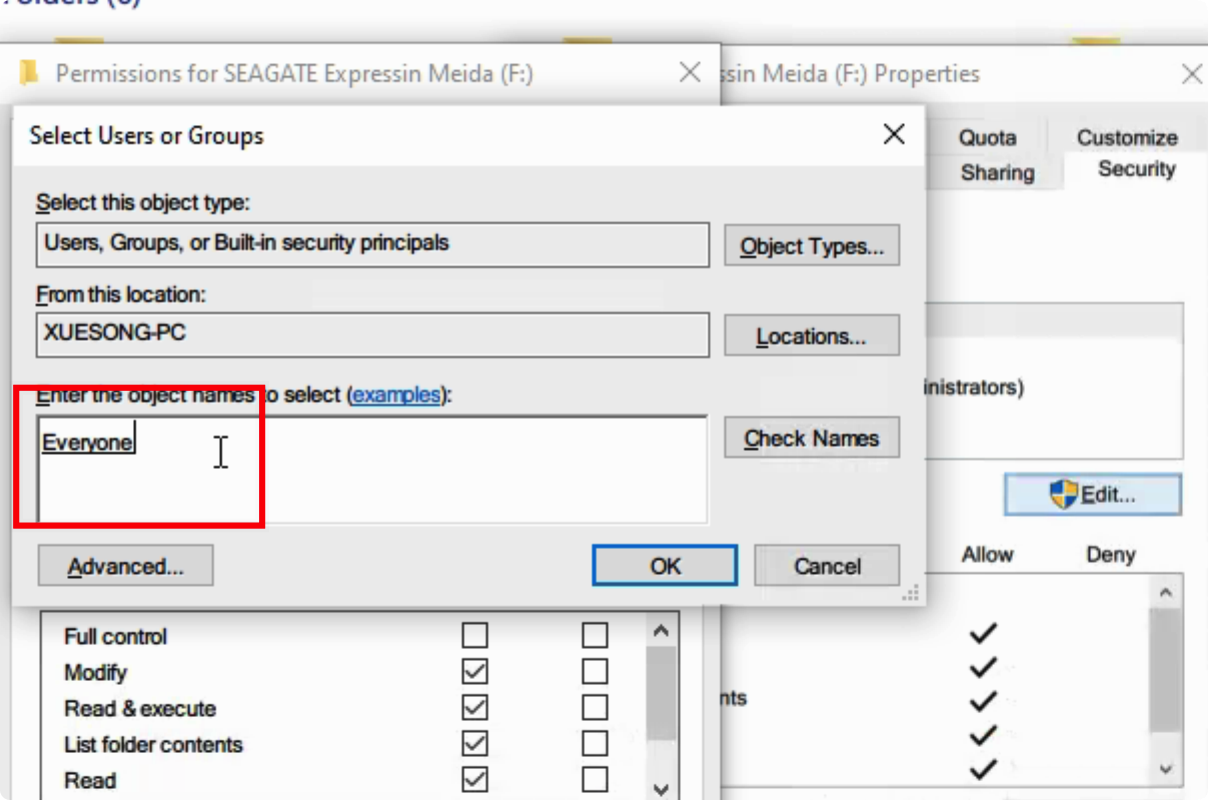 Permissions for SEAGATE Expressin Meida (F:)
ssin Meida (F:) Properties
Select Users or Groups
Quota
Customize
Sharing
Security
Select this object type:
Users, Groups, or Built-in security principals
Object Types...
From this location:
XUESONG-PC
Locations...
Enter the object names to select (examples):
inistrators)
Everyone
Check Names
Edit...
Advanced...
OK
Cancel
Allow
Deny
Full control
Modify
Read & execute
nts
List folder contents
Read